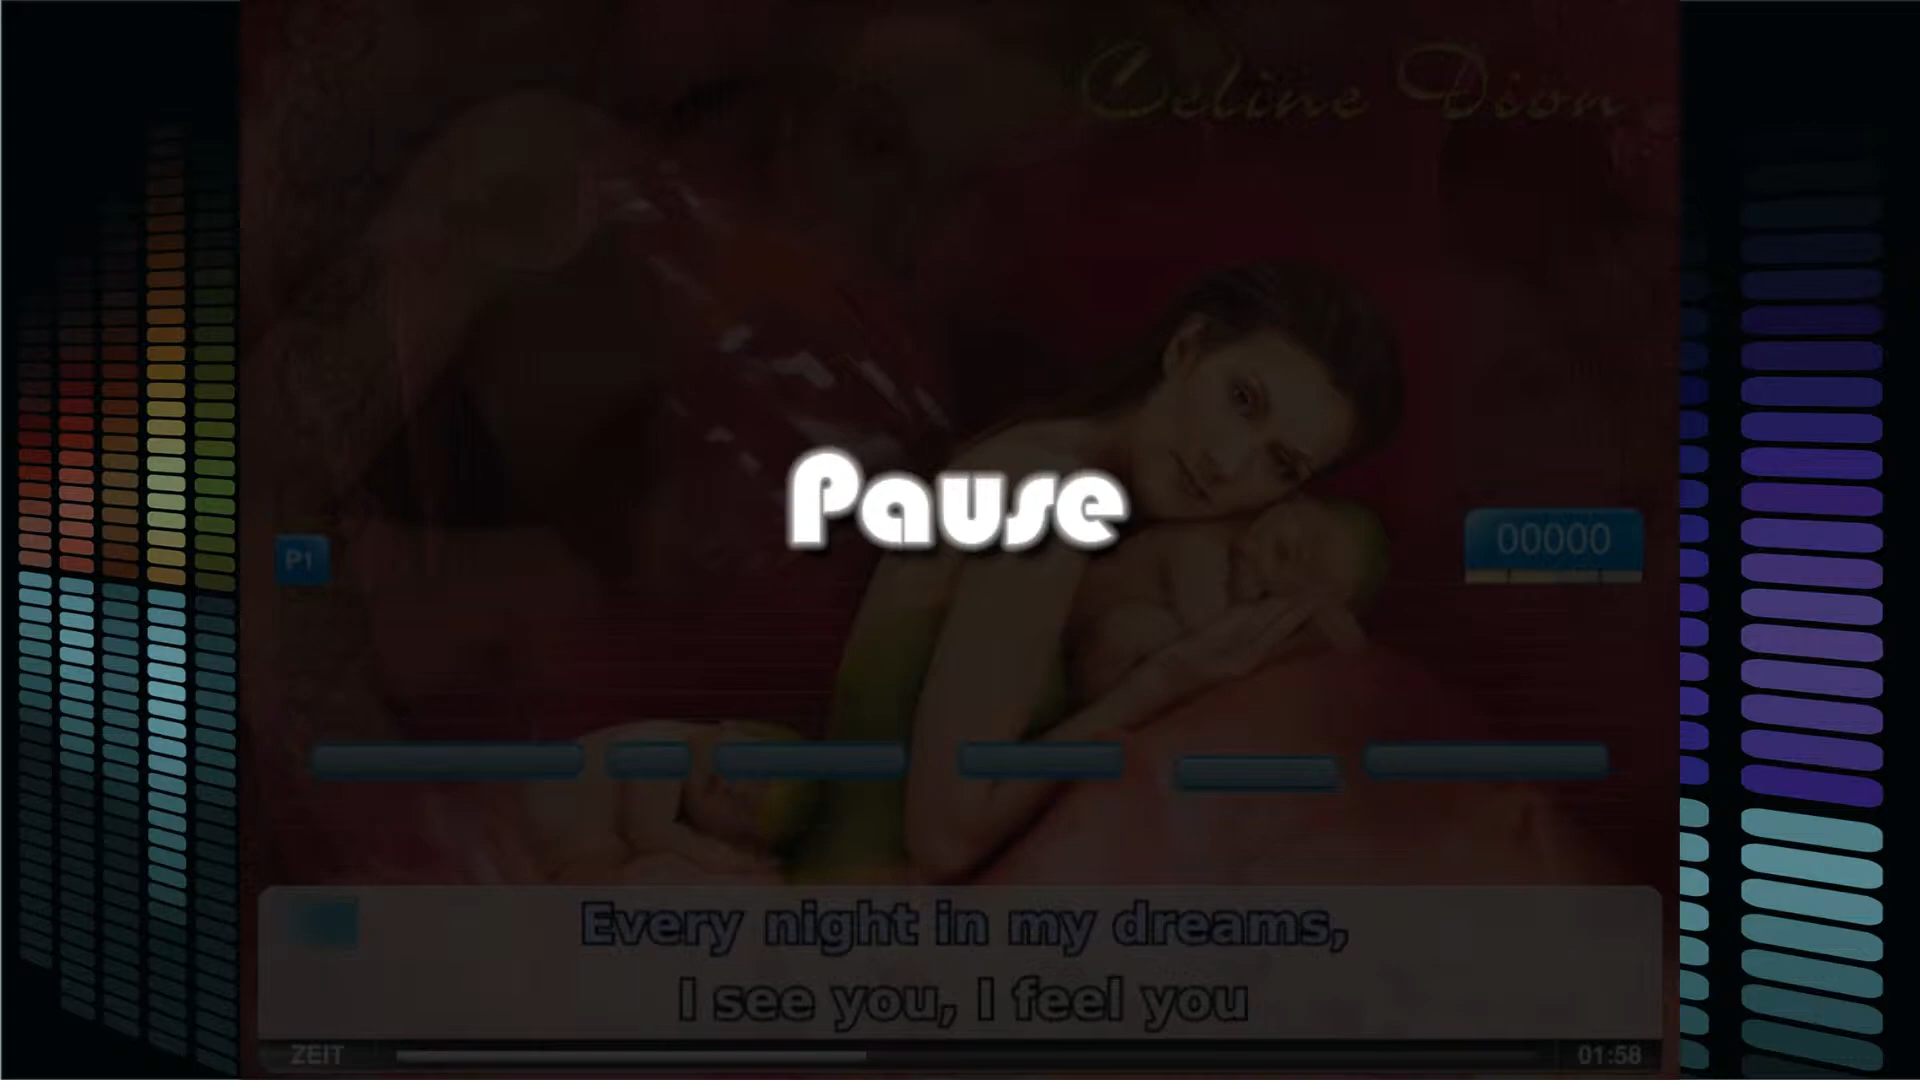 Celine Dion
Pause
P1
00000
Every night in my dreams,
I see you, I feel you
ZEIT
01:58